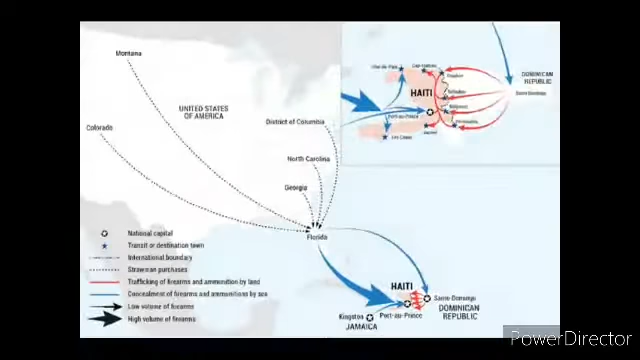 Montana
UNITED STATES
OF AMERICA
Colorado
District of Columbia
North Carolina
Georgia
Florida
HAITI
Port-au-Prince
Les Cayes
Jacmel
DOMINICAN
REPUBLIC
Santo Domingo
National capital
Transit or destination town
International boundary
Strawman purchases
Trafficking of firearms and ammunition by land
Concealment of firearms and ammunitions by sea
Low volume of firearms
High volume of firearms
HAITI
Santo Domingo
DOMINICAN
REPUBLIC
Port-au-Prince
Kingston
JAMAICA
PowerDirector